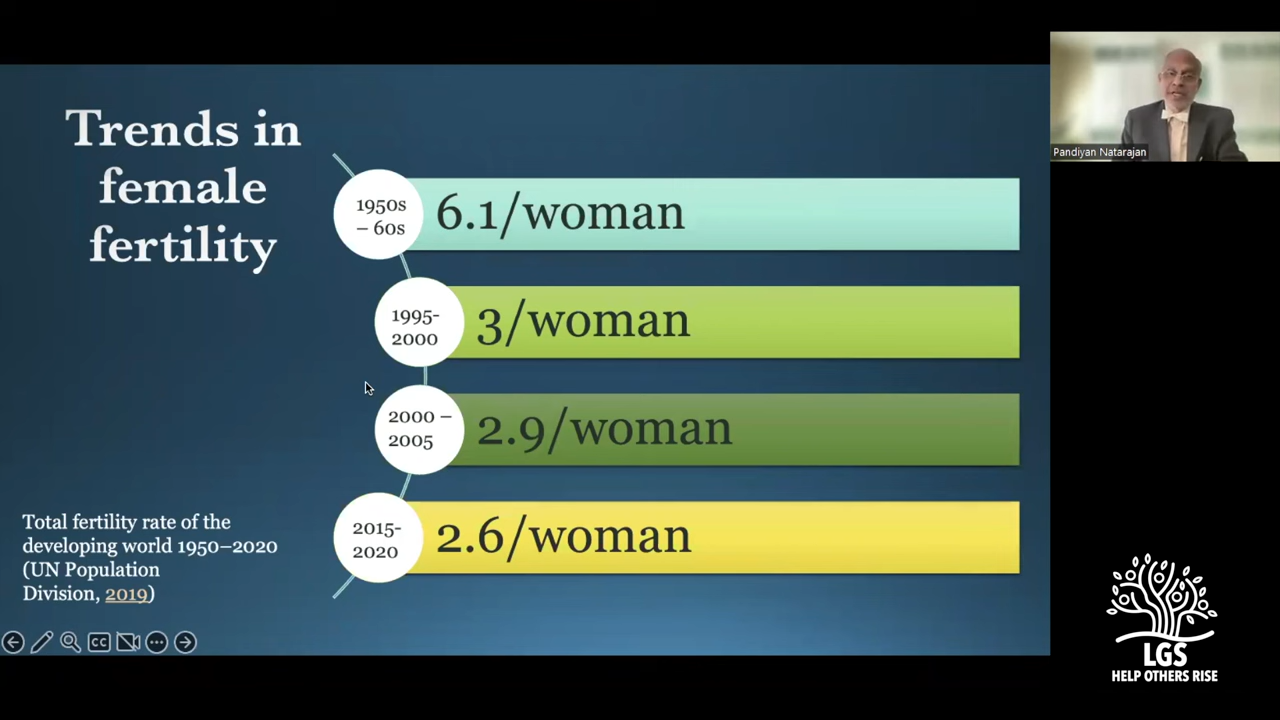 Trends in
female
fertility
1950s
– 60s
6.1/woman
1995-
2000
3/woman
2000 –
2005
2.9/woman
2015-
2020
2.6/woman
Total fertility rate of the
developing world 1950–2020
(UN Population
Division, 2019)
CC
Pandiyan Natarajan
LGS
HELP OTHERS RISE